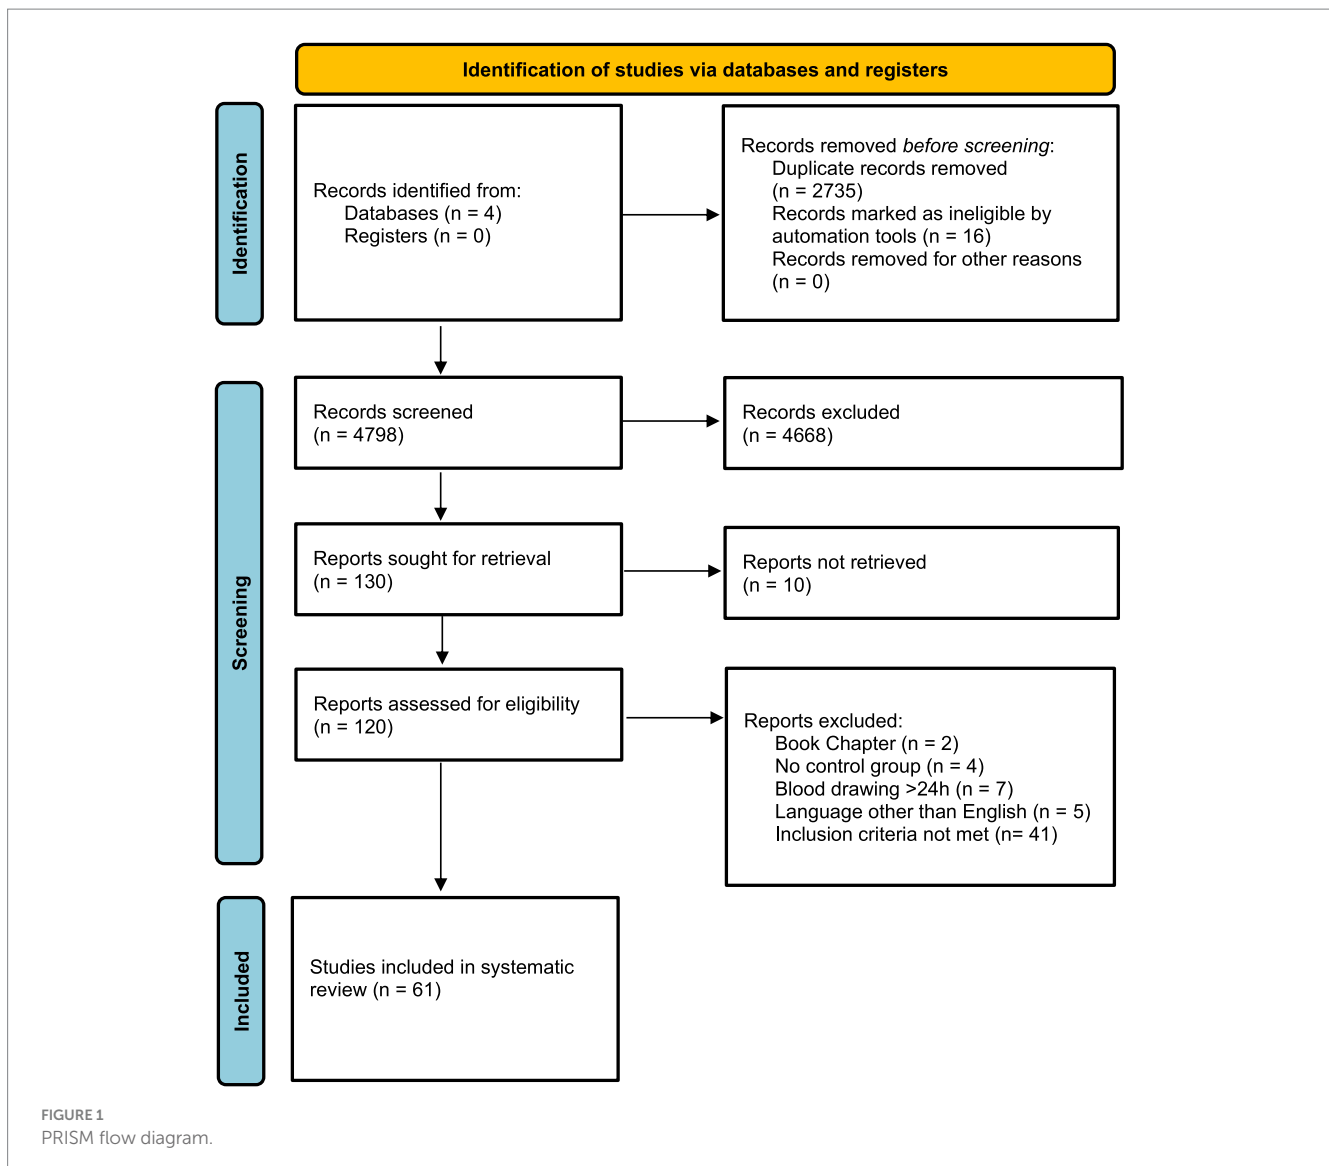 Identification of studies via databases and registers
Identification
Records identified from:
Databases (n = 4)
Registers (n = 0)
Records removed before screening:
Duplicate records removed
(n = 2735)
Records marked as ineligible by
automation tools (n = 16)
Records removed for other reasons
(n = 0)
Screening
Records screened
(n = 4798)
Records excluded
(n = 4668)
Reports sought for retrieval
(n = 130)
Reports not retrieved
(n = 10)
Reports assessed for eligibility
(n = 120)
Reports excluded:
Book Chapter (n = 2)
No control group (n = 4)
Blood drawing >24h (n = 7)
Language other than English (n = 5)
Inclusion criteria not met (n= 41)
Included
Studies included in systematic
review (n = 61)
FIGURE 1
PRISM flow diagram.